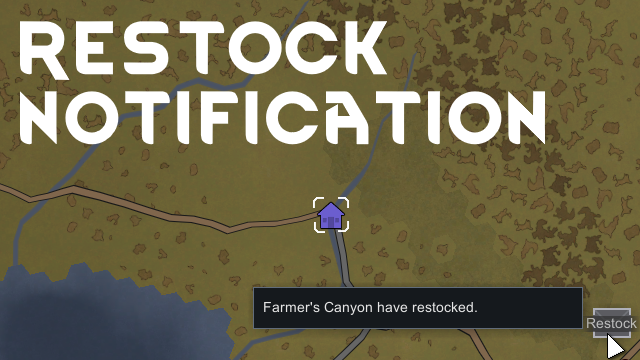 RESTOCK
NOTIFICATION
Farmer's Canyon have restocked.
Restock